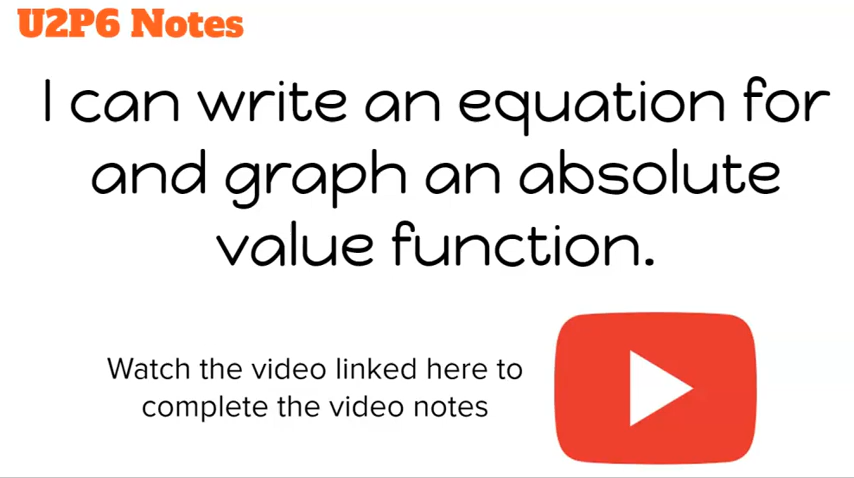 U2P6 Notes
I can write an equation for
and graph an absolute
value function.
Watch the video linked here to
complete the video notes